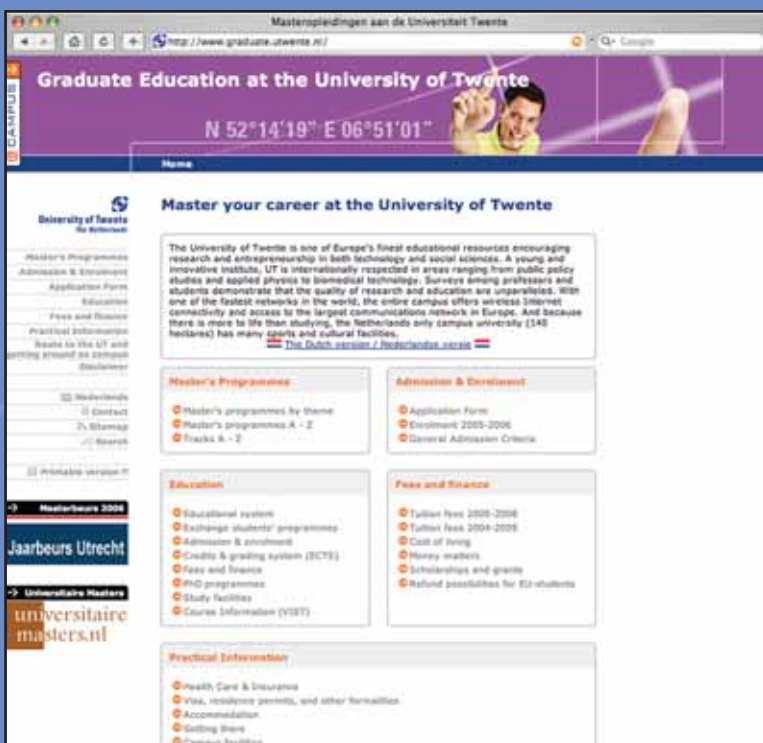 Masteropleidingen aan de Universiteit Twente
http://www.graduate.utwente.nl/
Google
CAMPUS
Graduate Education at the University of Twente
N 52°14'19" E 06°51'01"
Home
University of Twente
The Netherlands
Master's Programmes
Admission & Enrolment
Application Form
Education
Fees and finance
Practical Information
Route to the UT and
getting around on campus
Disclaimer
Nederlands
Contact
Sitemap
Search
Printable version
Masterbeurs 2006
Jaarbeurs Utrecht
Universitaire Masters
universitaire
masters.nl
Master your career at the University of Twente
The University of Twente is one of Europe's finest educational resources encouraging
research and entrepreneurship in both technology and social sciences. A young and
innovative institute, UT is internationally respected in areas ranging from public policy
studies and applied physics to biomedical technology. Surveys among professors and
students demonstrate that the quality of research and education are unparalleled. With
one of the fastest networks in the world, the entire campus offers wireless Internet
connectivity and access to the largest communications network in Europe. And because
there is more to life than studying, the Netherlands only campus university (140
hectares) has many sports and cultural facilities.
The Dutch version / Nederlandse versie
Master's Programmes
Master's programmes by theme
Master's programmes A - Z
Tracks A - Z
Admission & Enrolment
Application Form
Enrolment 2005-2006
General Admission Criteria
Education
Educational system
Exchange students' programmes
Admission & enrolment
Credits & grading system (ECTS)
Fees and finance
PhD programmes
Study facilities
Course Information (VIST)
Fees and finance
Tuition fees 2005-2006
Tuition fees 2004-2005
Cost of living
Money matters
Scholarships and grants
Refund possibilities for EU-students
Practical Information
Health Care & Insurance
Visa, residence permits, and other formalities
Accommodation
Getting there
Campus facilities